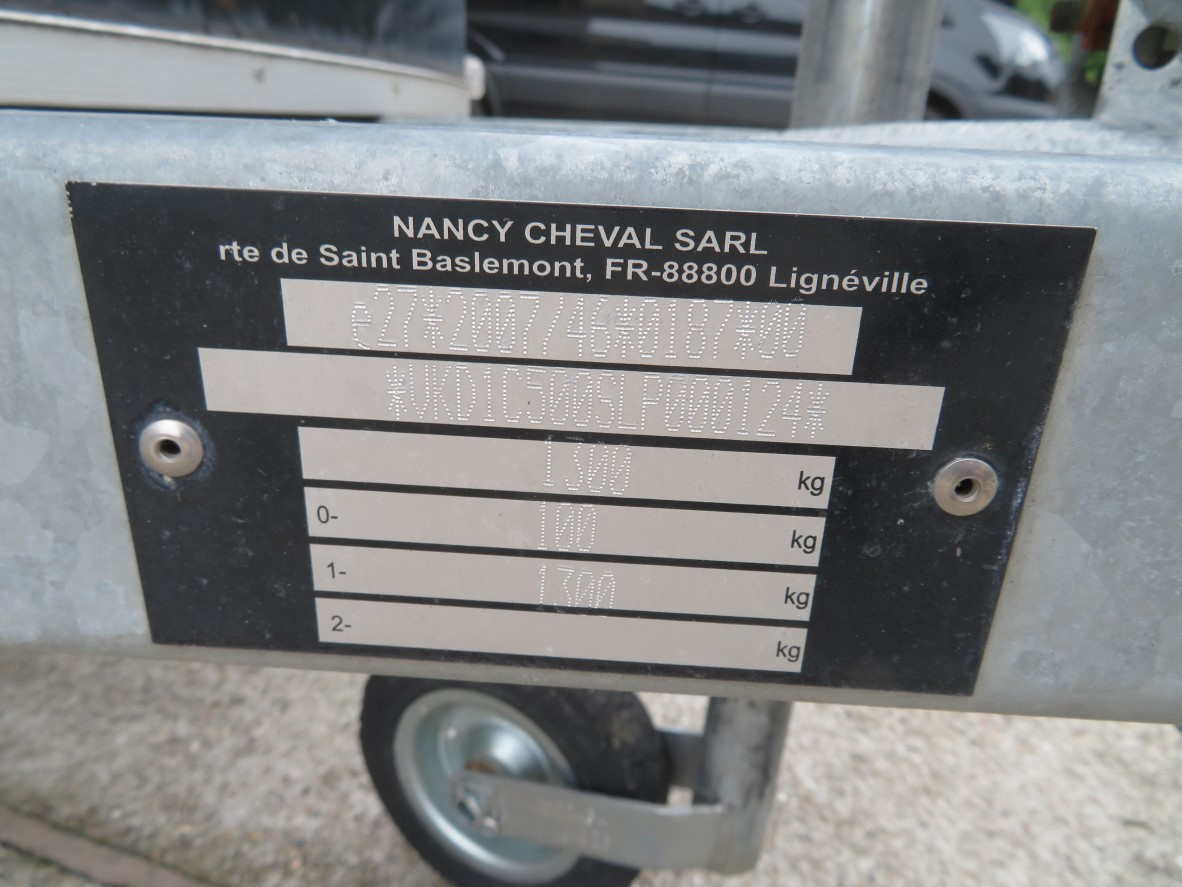 NANCY CHEVAL SARL
rte de Saint Baslemont, FR-88800 Lignéville
e27*2007/46*0187*00
*VKD1C500SLP000124*
1300 kg
0- 100 kg
1- 1300 kg
2- kg